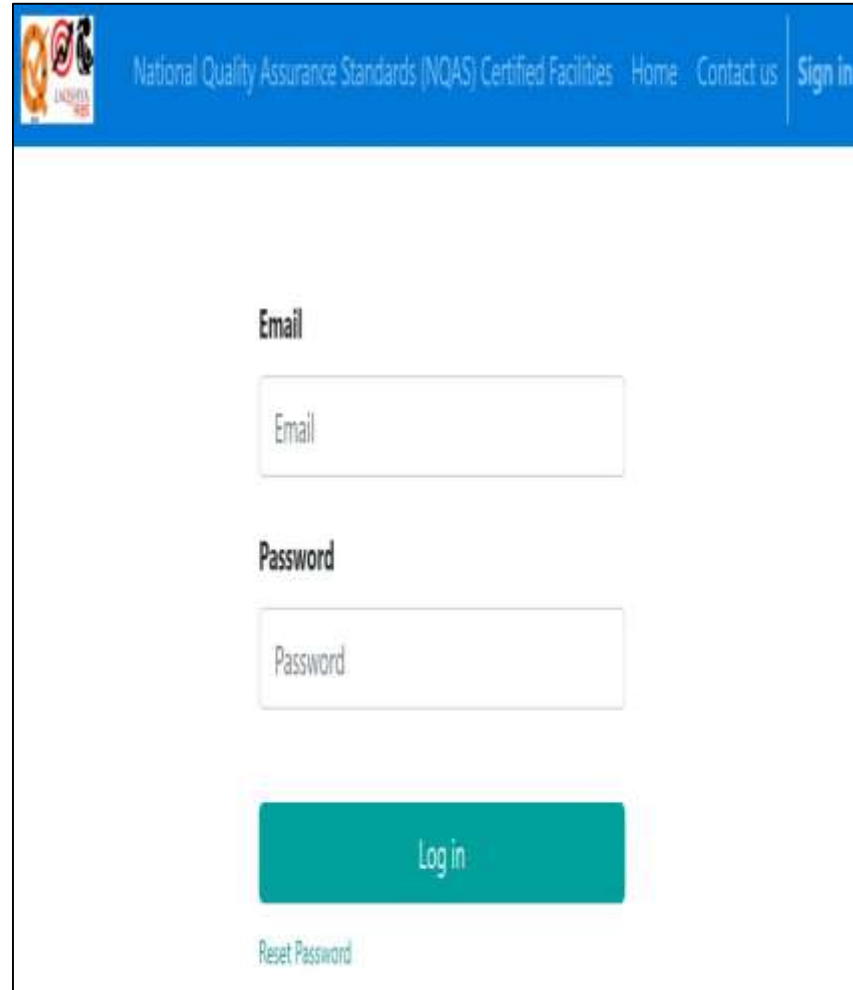 LAQSHYA
National Quality Assurance Standards (NQAS) Certified Facilities Home Contact us Sign in
Email
Email
Password
Password
Log in
Reset Password